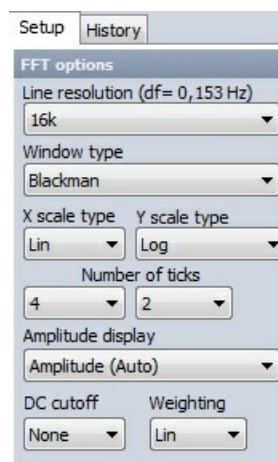 Setup History
FFT options
Line resolution (df= 0,153 Hz)
16k
Window type
Blackman
X scale type Y scale type
Lin Log
Number of ticks
4 2
Amplitude display
Amplitude (Auto)
DC cutoff Weighting
None Lin